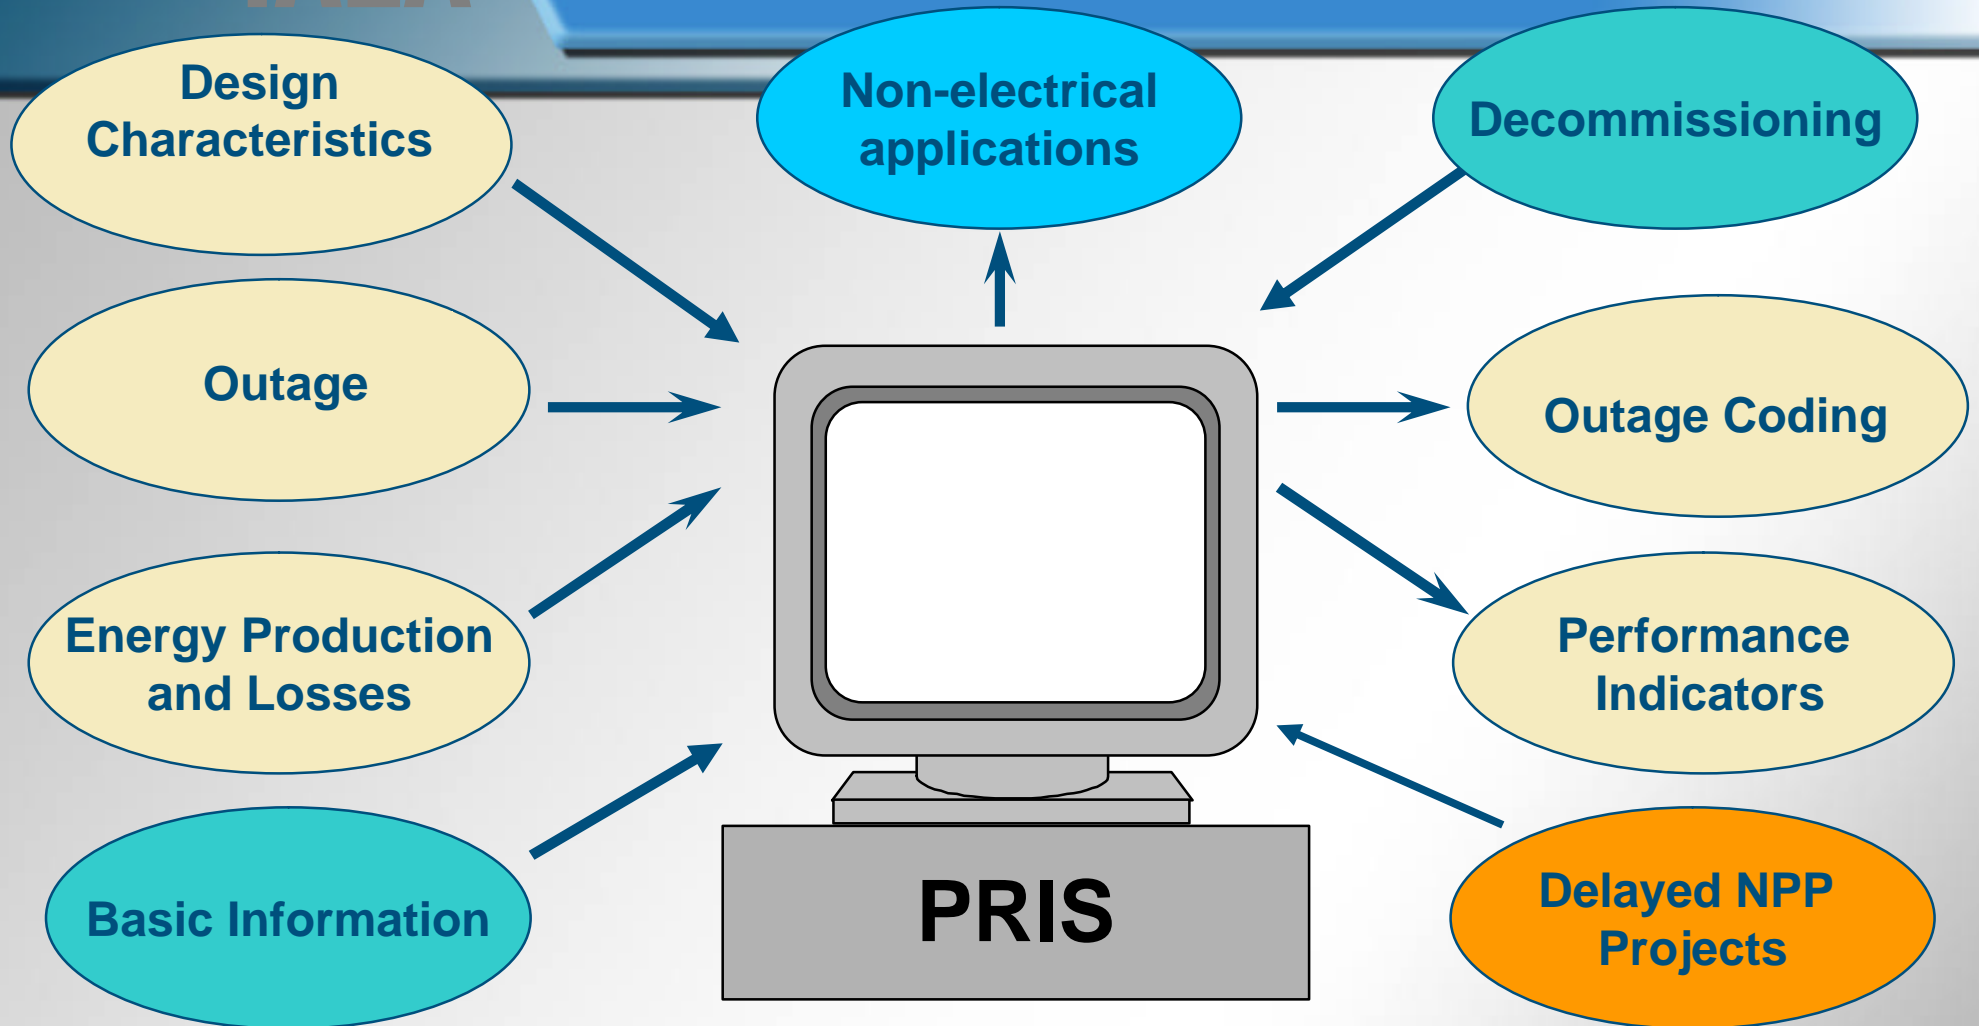 Design
Characteristics
Non-electrical
applications
Decommissioning
Outage
Outage Coding
Energy Production
and Losses
Performance
Indicators
Basic Information
PRIS
Delayed NPP
Projects